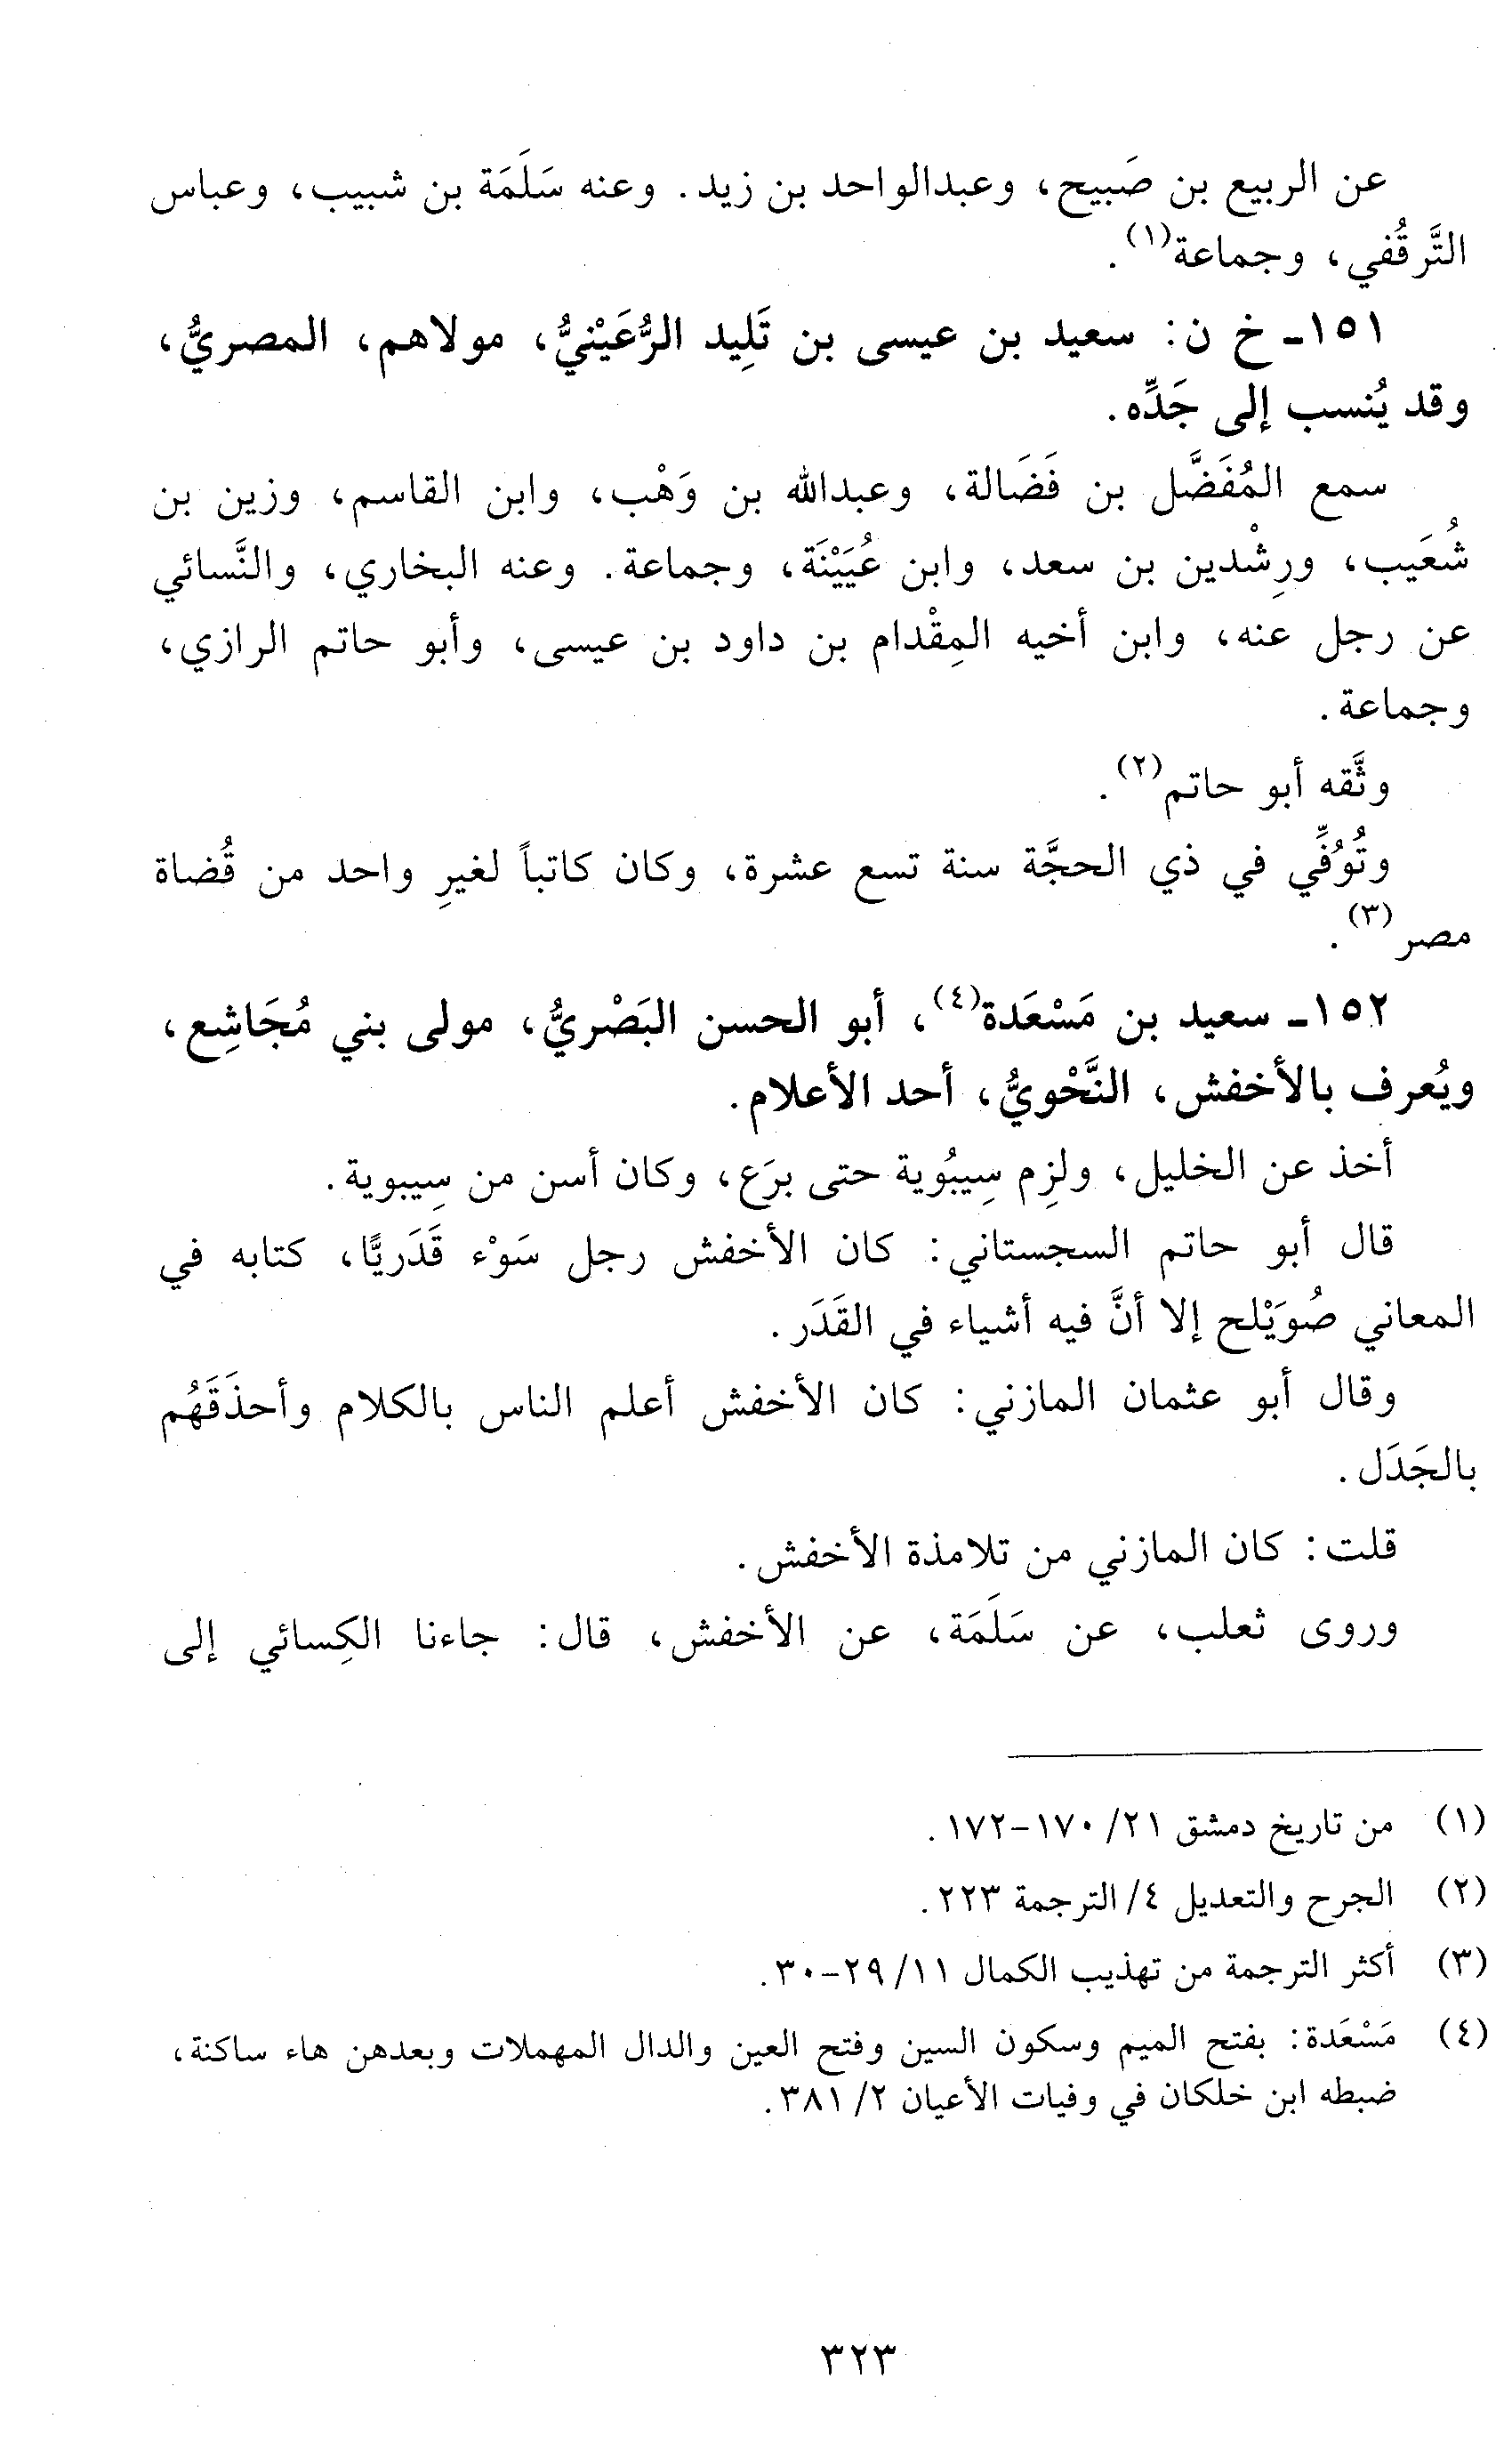 عن الربيع بن صَبيح، وعبدالواحد بن زيد. وعنه سَلَمَة بن شبيب، وعباس
التَّرقُفي، وجماعة(١).
١٥١ـ خ ن: سعيد بن عيسى بن تَلِيد الرُّعَيْنيُّ، مولاهم، المصريُّ،
وقد يُنسب إلى جَدِّه.
سمع المُفَضَّل بن فَضَالة، وعبدالله بن وَهْب، وابن القاسم، وزين بن
شُعَيب، ورِشْدين بن سعد، وابن عُيَيْنَة، وجماعة. وعنه البخاري، والنَّسائي
عن رجل عنه، وابن أخيه المِقْدام بن داود بن عيسى، وأبو حاتم الرازي،
وجماعة.
وثَّقه أبو حاتم(٢).
وتُوُفِّي في ذي الحجَّة سنة تسع عشرة، وكان كاتباً لغيرِ واحد من قُضاة
مصر(٣).
١٥٢ـ سعيد بن مَسْعَدة(٤)، أبو الحسن البَصْريُّ، مولى بني مُجَاشِع،
ويُعرف بالأخفش، النَّحْويُّ، أحد الأعلام.
أخذ عن الخليل، ولزِم سِيبُوية حتى برَع، وكان أسن من سِيبوية.
قال أبو حاتم السجستاني: كان الأخفش رجل سَوْء قَدَريًّا، كتابه في
المعاني صُوَيْلح إلا أنَّ فيه أشياء في القَدَر.
وقال أبو عثمان المازني: كان الأخفش أعلم الناس بالكلام وأحذَقَهُم
بالجَدَل.
قلت: كان المازني من تلامذة الأخفش.
وروى ثعلب، عن سَلَمَة، عن الأخفش، قال: جاءنا الكِسائي إلى
(١) من تاريخ دمشق ٢١/ ١٧٠-١٧٢.
(٢) الجرح والتعديل ٤/ الترجمة ٢٢٣.
(٣) أكثر الترجمة من تهذيب الكمال ١١/ ٢٩-٣٠.
(٤) مَسْعَدة: بفتح الميم وسكون السين وفتح العين والدال المهملات وبعدهن هاء ساكنة،
ضبطه ابن خلكان في وفيات الأعيان ٢/ ٣٨١.
٣٢٣